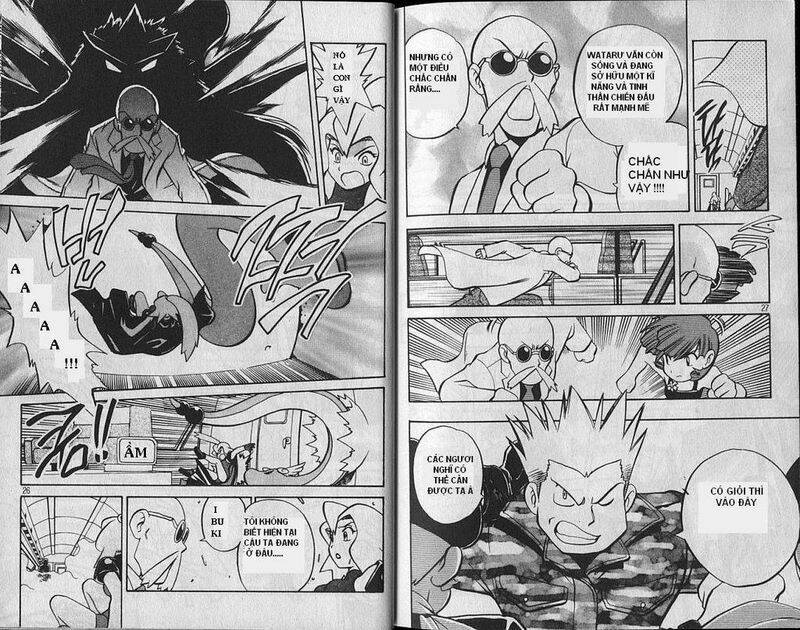 NÓ
LÀ
CON
GÌ
VẬY
A
A
A
A
A
!!!
ẦM
26
I
BU
KI
TÔI KHÔNG
BIẾT HIỆN TẠI
CẬU TA ĐANG
Ở ĐÂU.....
NHƯNG CÓ
MỘT ĐIỀU
CHẮC CHẮN
RẰNG....
WATARU VẪN CÒN
SỐNG VÀ ĐANG
SỞ HỮU MỘT KĨ
NĂNG VÀ TINH
THẦN CHIẾN ĐẤU
RẤT MẠNH MẼ
CHẮC
CHẮN NHƯ
VẬY !!!!
27
CÁC NGƯƠI
NGHĨ CÓ
THỂ CẢN
ĐƯỢC TA À
CÓ GIỎI THÌ
VÀO ĐÂY